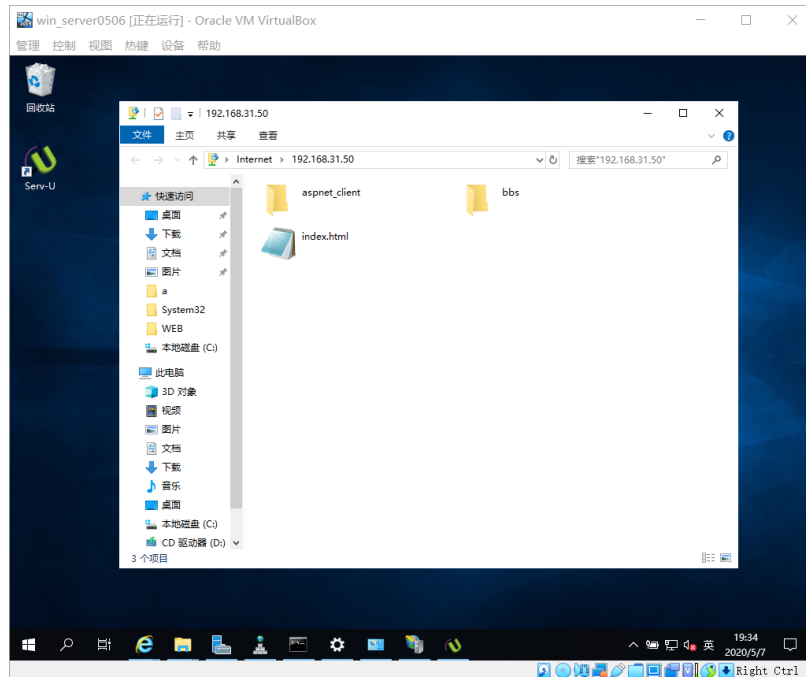 win_server0506 [正在运行] - Oracle VM VirtualBox
管理 控制 视图 热键 设备 帮助
回收站
Serv-U
192.168.31.50
文件 主页 共享 查看
Internet › 192.168.31.50
搜索"192.168.31.50"
快速访问
桌面
下载
文档
图片
a
System32
WEB
本地磁盘 (C:)
此电脑
3D 对象
视频
图片
文档
下载
音乐
桌面
本地磁盘 (C:)
CD 驱动器 (D:)
aspnet_client
bbs
index.html
3 个项目
英
19:34
2020/5/7
Right Ctrl